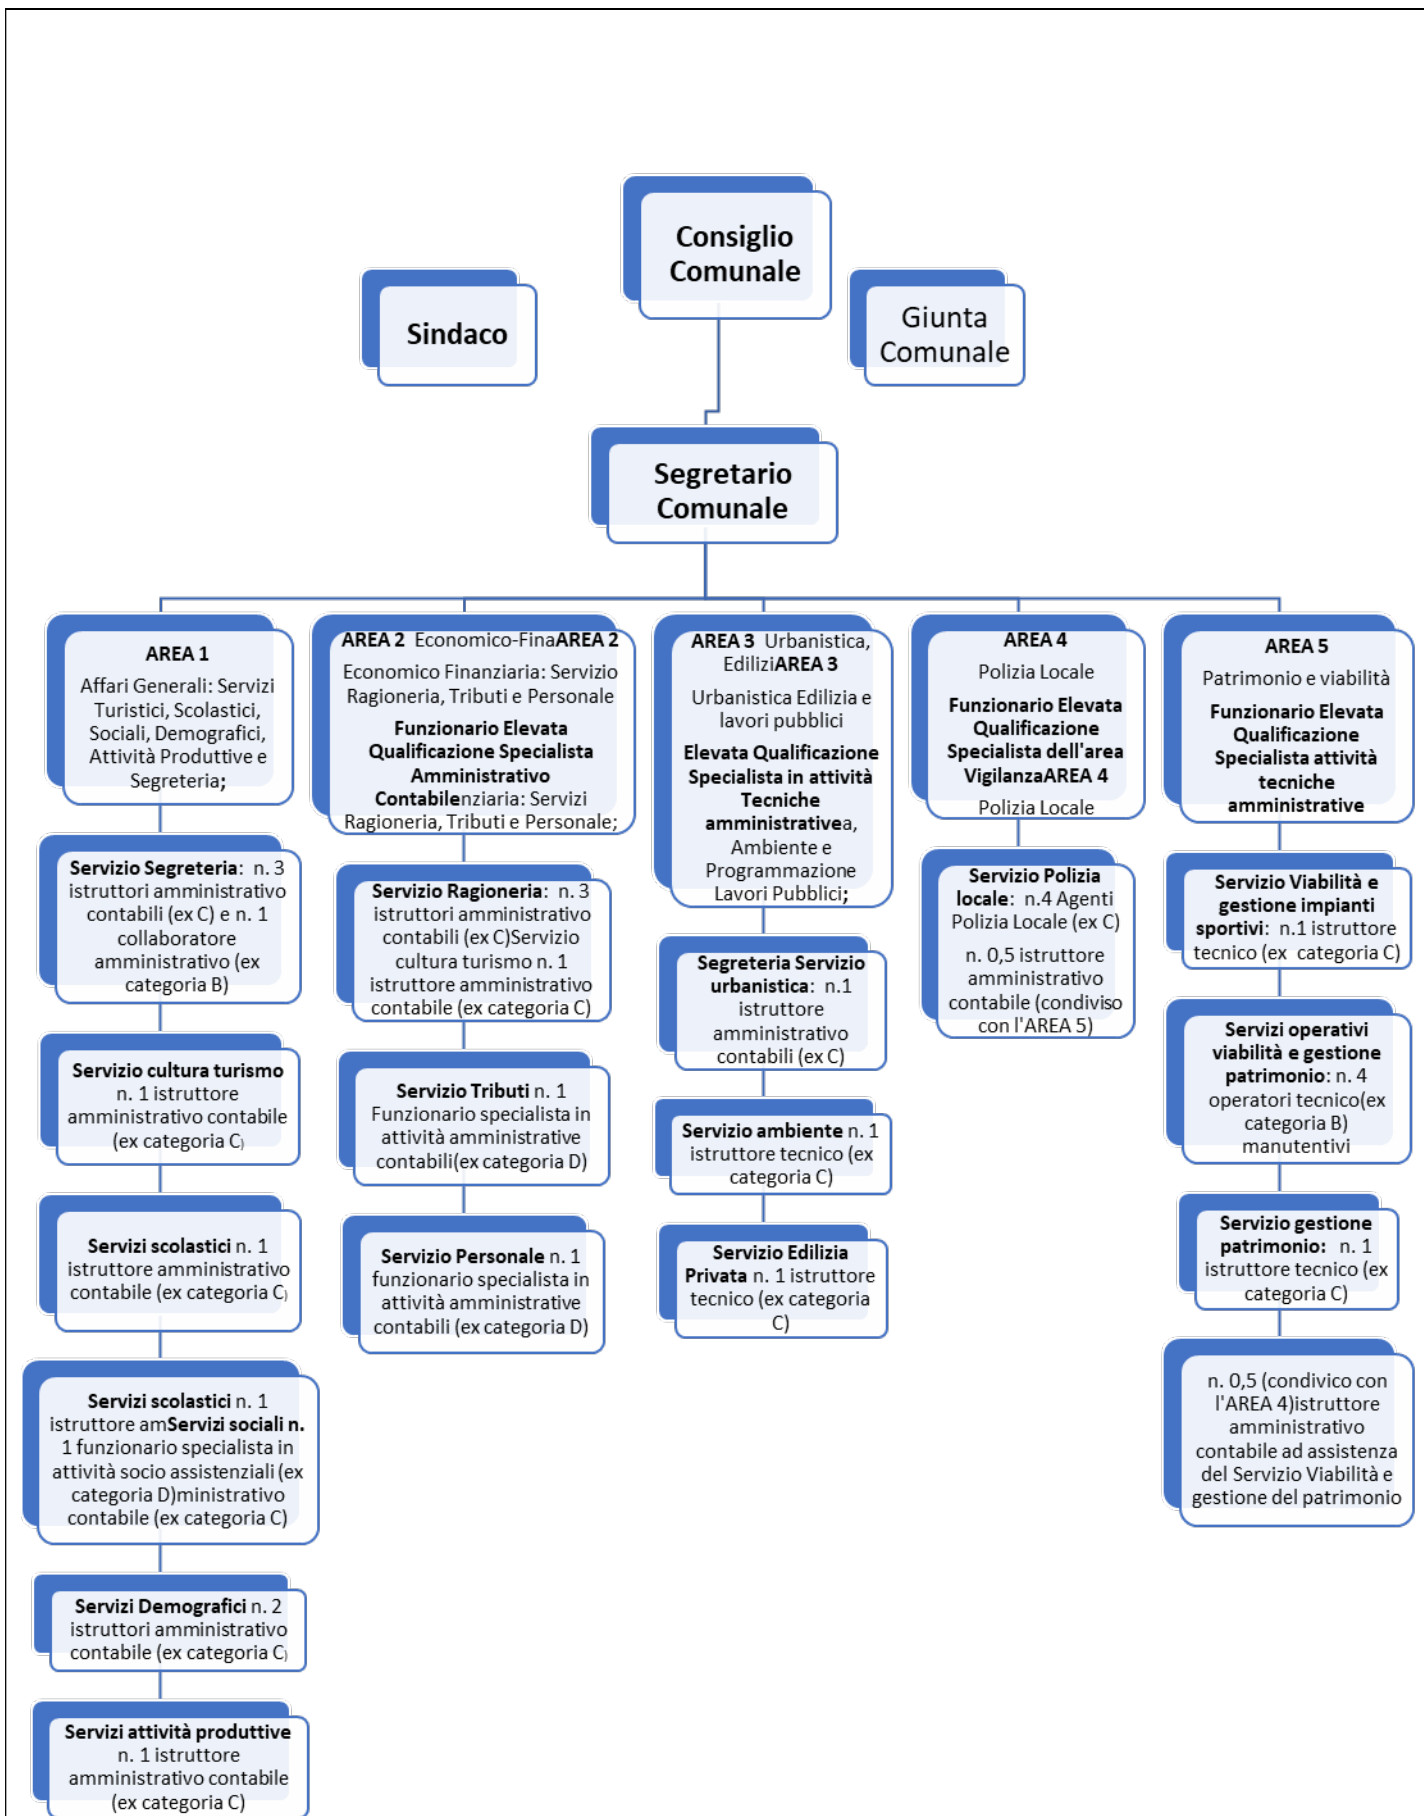 Consiglio
Comunale
Sindaco
Giunta
Comunale
Segretario
Comunale
AREA 1
Affari Generali: Servizi
Turistici, Scolastici,
Sociali, Demografici,
Attività Produttive e
Segreteria;
Servizio Segreteria: n. 3
istruttori amministrativo
contabili (ex C) e n. 1
collaboratore
amministrativo (ex
categoria B)
Servizio cultura turismo
n. 1 istruttore
amministrativo contabile
(ex categoria C)
Servizi scolastici n. 1
istruttore amministrativo
contabile (ex categoria C)
Servizi scolastici n. 1
istruttore amServizi sociali n.
1 funzionario specialista in
attività socio assistenziali (ex
categoria D)ministrativo
contabile (ex categoria C)
Servizi Demografici n. 2
istruttori amministrativo
contabile (ex categoria C)
Servizi attività produttive
n. 1 istruttore
amministrativo contabile
(ex categoria C)
AREA 2 Economico-FinaAREA 2
Economico Finanziaria: Servizio
Ragioneria, Tributi e Personale
Funzionario Elevata
Qualificazione Specialista
Amministrativo
Contabilenziaria: Servizi
Ragioneria, Tributi e Personale;
Servizio Ragioneria: n. 3
istruttori amministrativo
contabili (ex C)Servizio
cultura turismo n. 1
istruttore amministrativo
contabile (ex categoria C)
Servizio Tributi n. 1
Funzionario specialista in
attività amministrative
contabili(ex categoria D)
Servizio Personale n. 1
funzionario specialista in
attività amministrative
contabili (ex categoria D)
AREA 3 Urbanistica,
EdiliziAREA 3
Urbanistica Edilizia e
lavori pubblici
Elevata Qualificazione
Specialista in attività
Tecniche
amministrativea,
Ambiente e
Programmazione
Lavori Pubblici;
Segreteria Servizio
urbanistica: n.1
istruttore
amministrativo
contabili (ex C)
Servizio ambiente n. 1
istruttore tecnico (ex
categoria C)
Servizio Edilizia
Privata n. 1 istruttore
tecnico (ex categoria
C)
AREA 4
Polizia Locale
Funzionario Elevata
Qualificazione
Specialista dell'area
VigilanzaAREA 4
Polizia Locale
Servizio Polizia
locale: n.4 Agenti
Polizia Locale (ex C)
n. 0,5 istruttore
amministrativo
contabile (condiviso
con l'AREA 5)
AREA 5
Patrimonio e viabilità
Funzionario Elevata
Qualificazione
Specialista attività
tecniche
amministrative
Servizio Viabilità e
gestione impianti
sportivi: n.1 istruttore
tecnico (ex categoria C)
Servizi operativi
viabilità e gestione
patrimonio: n. 4
operatori tecnico(ex
categoria B)
manutentivi
Servizio gestione
patrimonio: n. 1
istruttore tecnico (ex
categoria C)
n. 0,5 (condivico con
l'AREA 4)istruttore
amministrativo
contabile ad assistenza
del Servizio Viabilità e
gestione del patrimonio